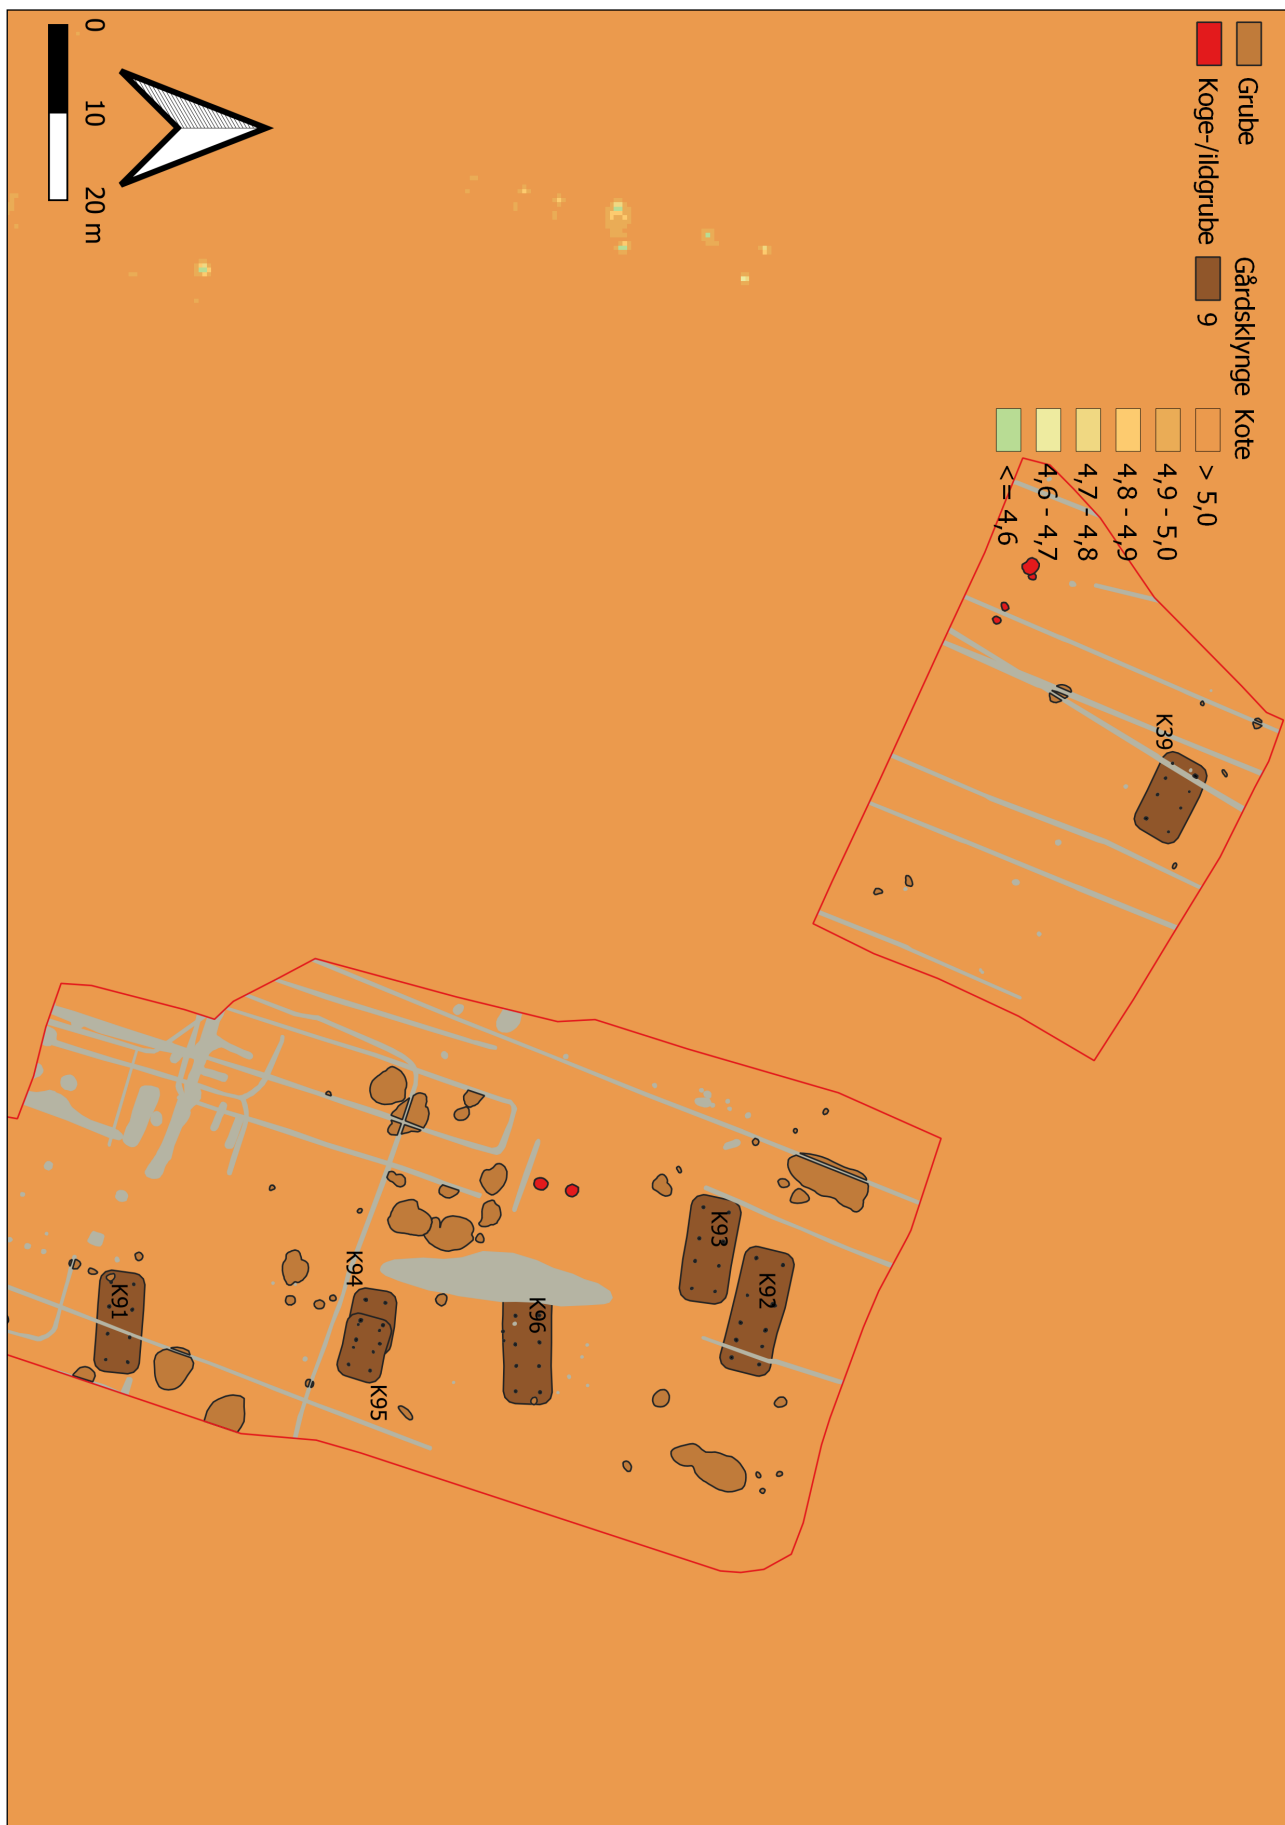 Grube
Koge-/ildgrube
Gårdsklynge
9
Kote
> 5,0
4,9 - 5,0
4,8 - 4,9
4,7 - 4,8
4,6 - 4,7
<= 4,6
K39
K93
K92
K96
K94
K95
K91
0 10 20 m